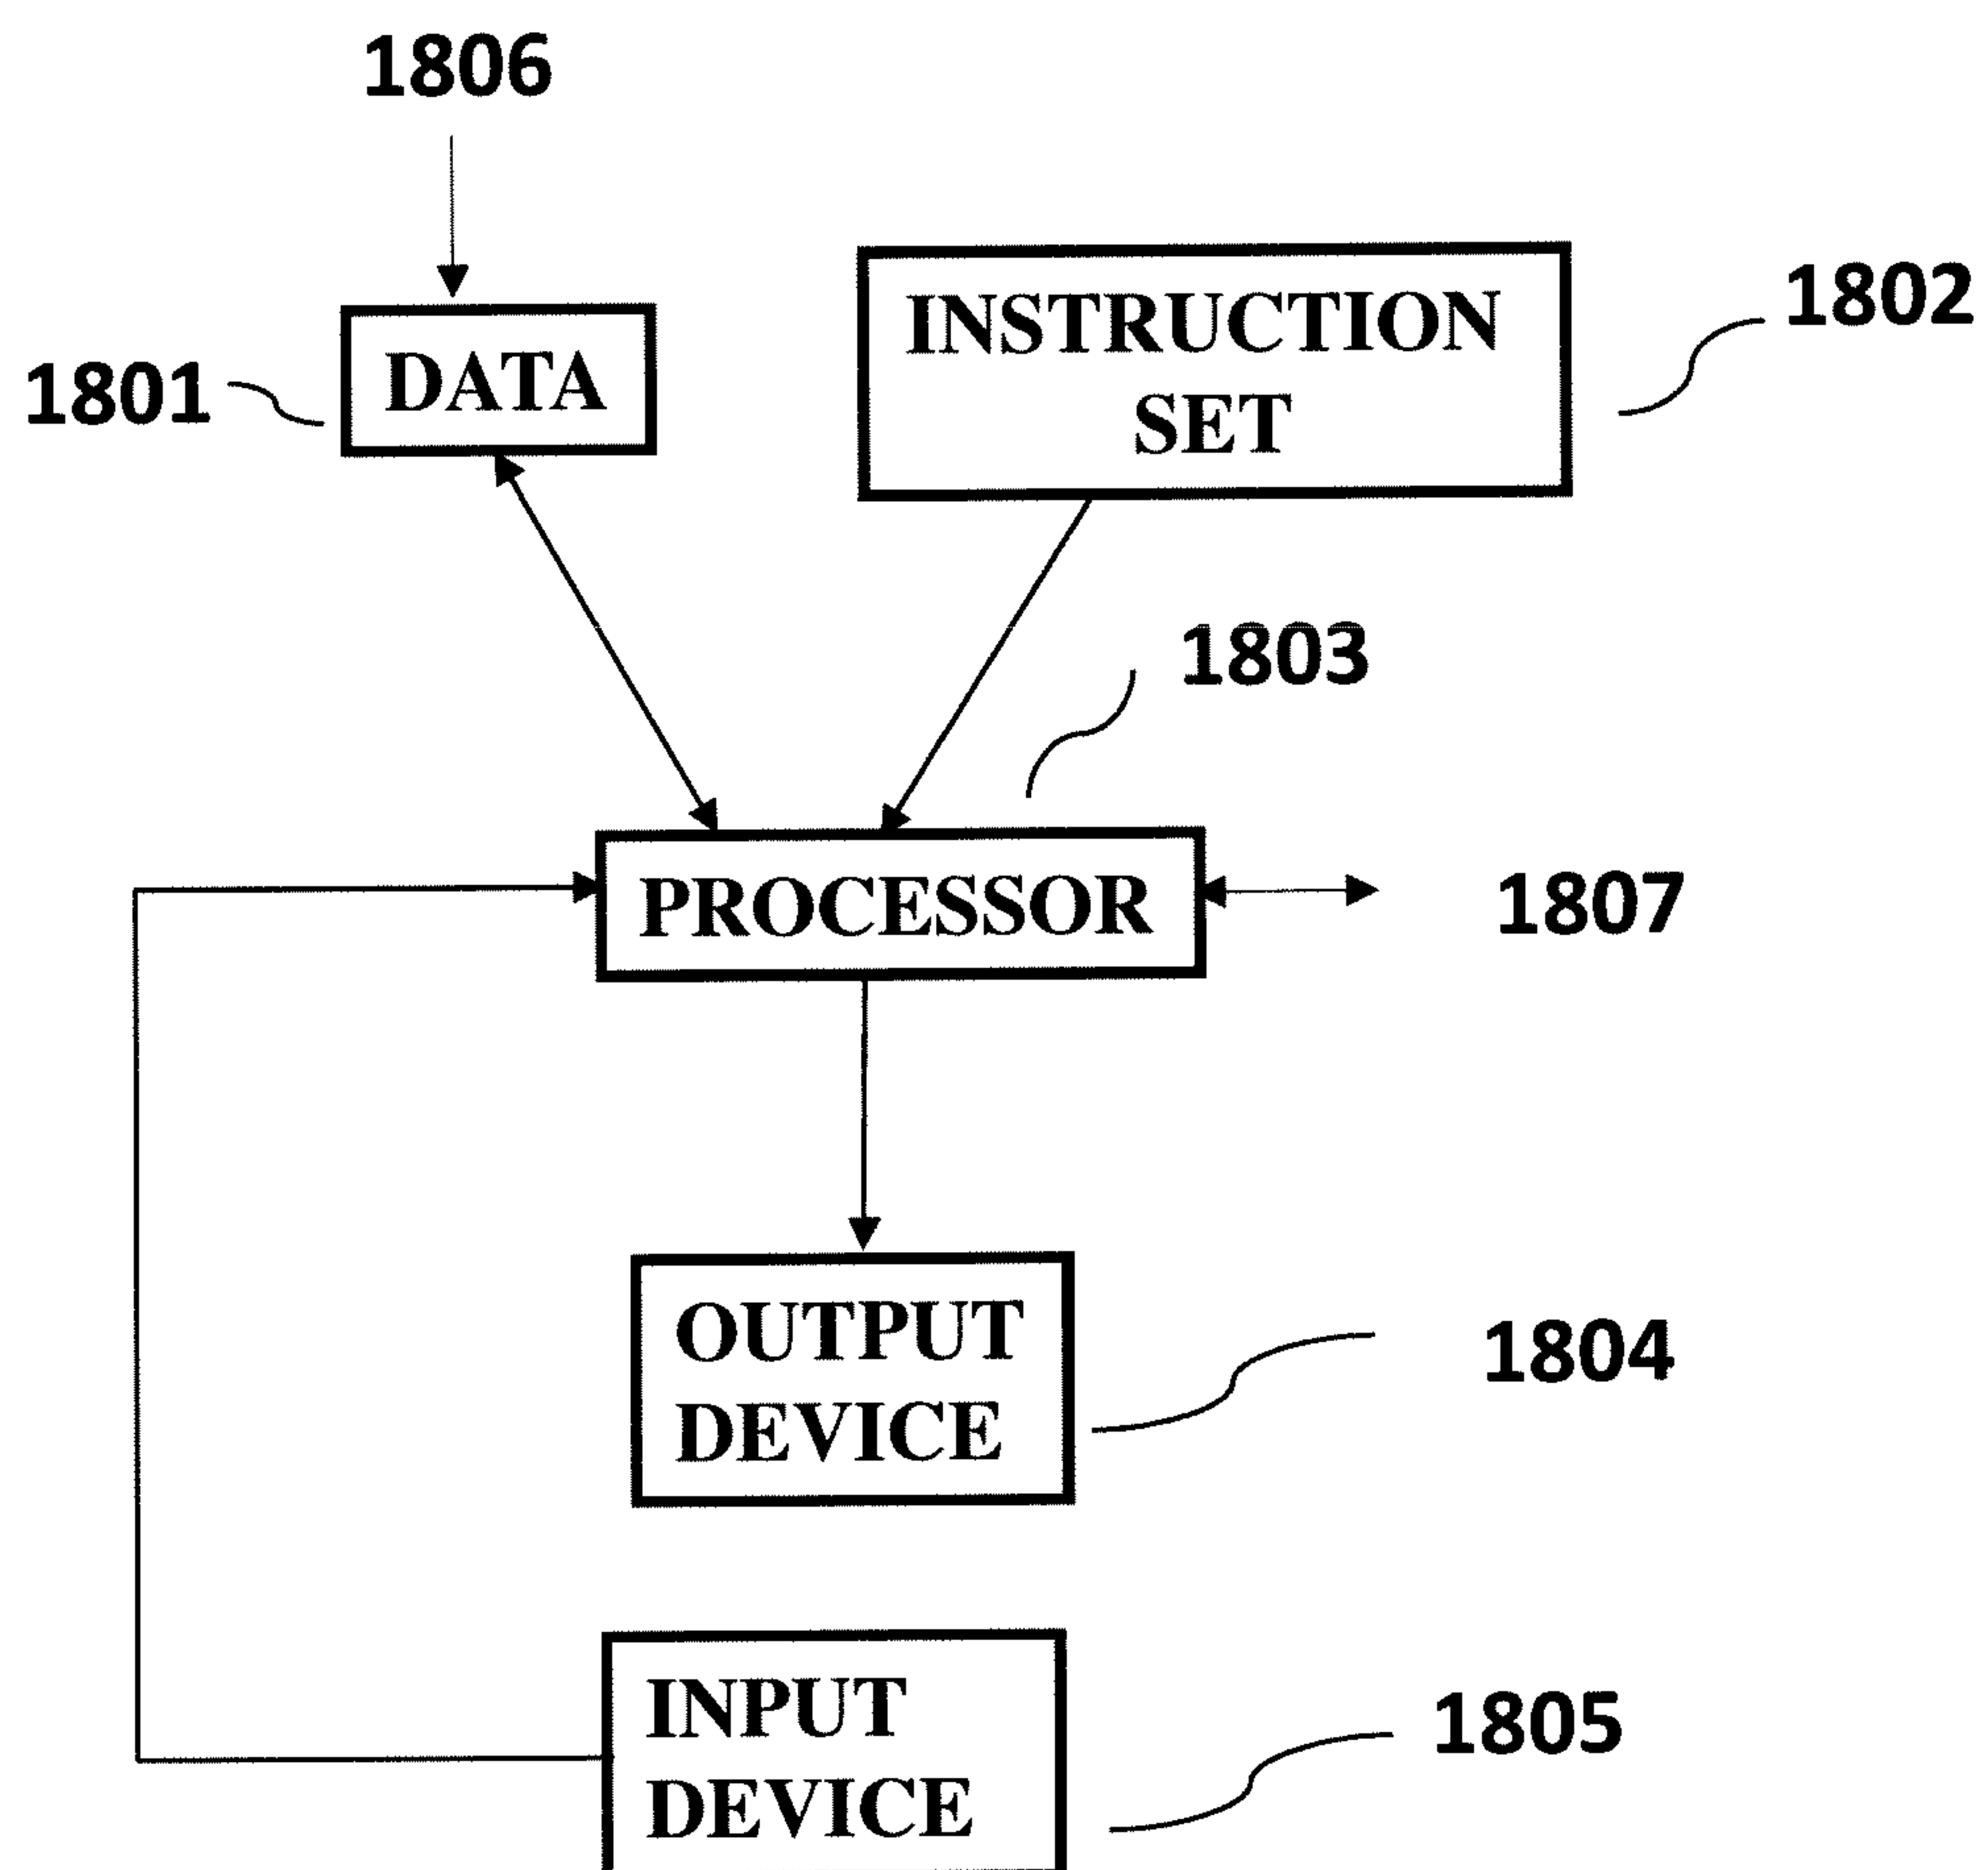 1806
1802
INSTRUCTION
SET
1801
DATA
1803
PROCESSOR
1807
OUTPUT
DEVICE
1804
INPUT
DEVICE
1805